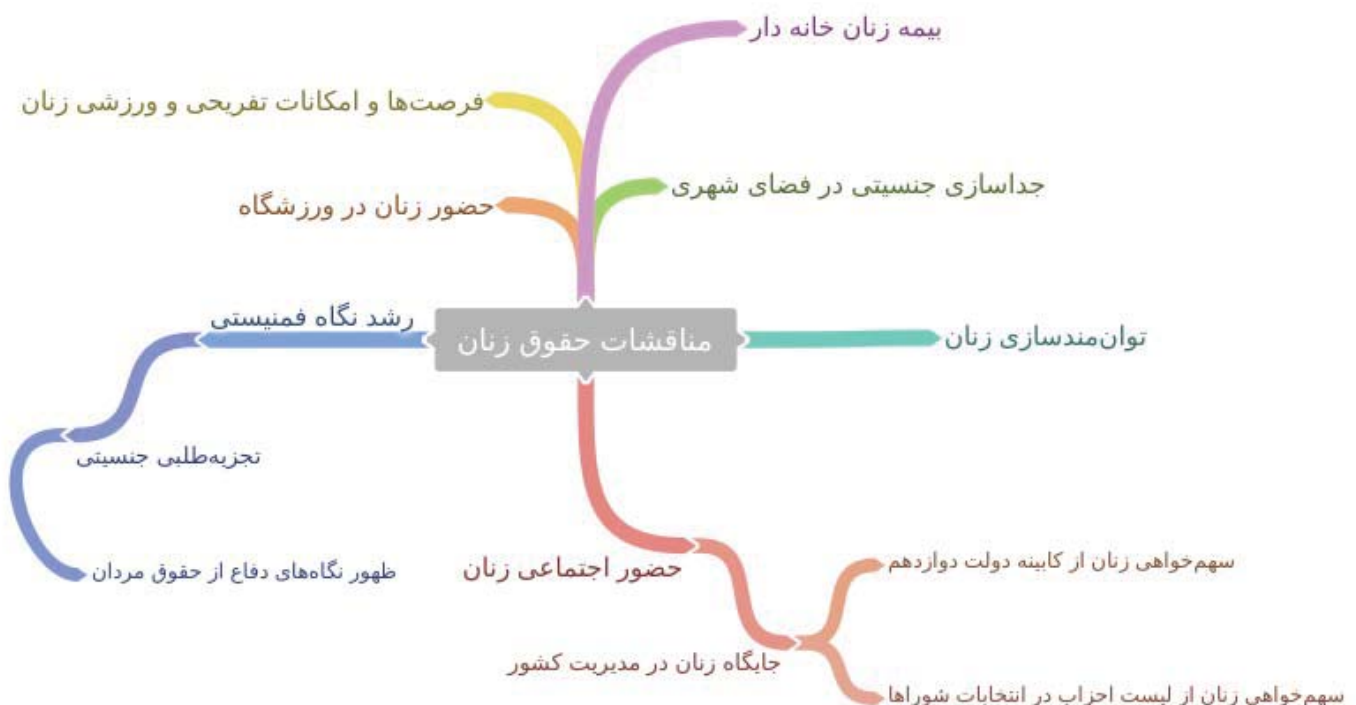 بیمه زنان خانه دار
فرصت‌ها و امکانات تفریحی و ورزشی زنان
جداسازی جنسیتی در فضای شهری
حضور زنان در ورزشگاه
رشد نگاه فمنیستی
مناقشات حقوق زنان
توان‌مندسازی زنان
تجزیه‌طلبی جنسیتی
ظهور نگاه‌های دفاع از حقوق مردان
حضور اجتماعی زنان
سهم‌خواهی زنان از کابینه دولت دوازدهم
جایگاه زنان در مدیریت کشور
سهم‌خواهی زنان از لیست احزاب در انتخابات شوراها